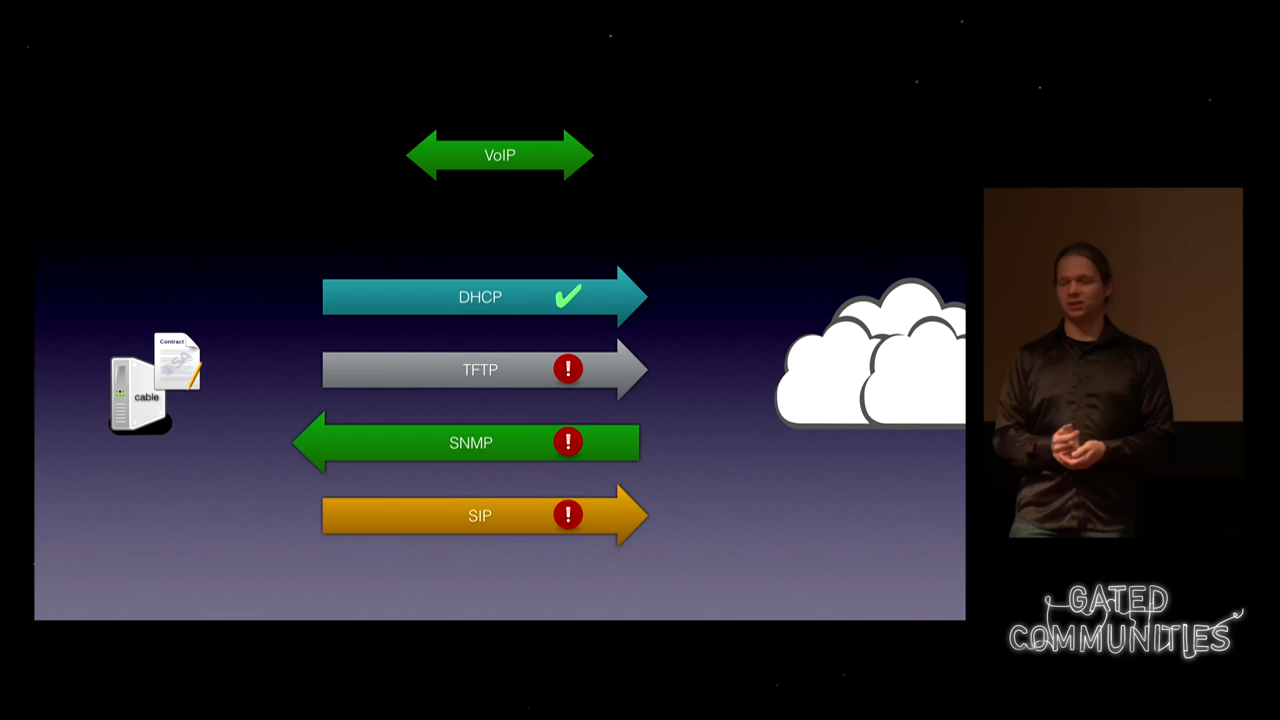 VoIP
DHCP
TFTP
SNMP
SIP
Contract
cable
GATED
COMMUNITIES